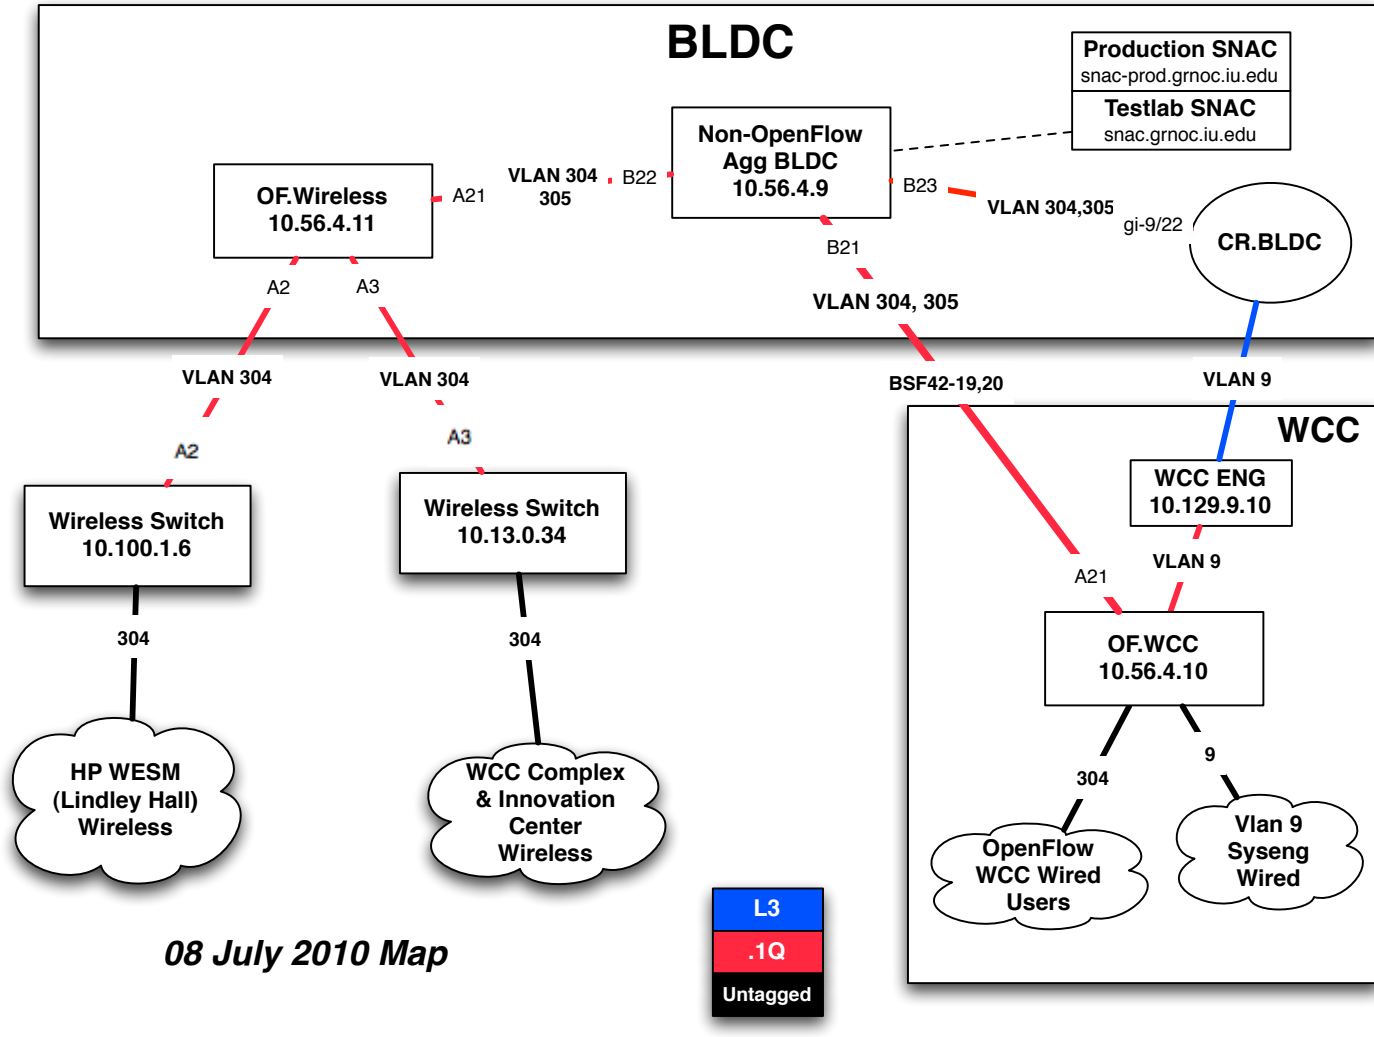 BLDC
Production SNAC
snac-prod.grnoc.iu.edu
Testlab SNAC
snac.grnoc.iu.edu
Non-OpenFlow
Agg BLDC
10.56.4.9
OF.Wireless
10.56.4.11
A21
VLAN 304
305
B22
B23
VLAN 304,305
gi-9/22
CR.BLDC
B21
VLAN 304, 305
A2
A3
VLAN 304
VLAN 304
BSF42-19,20
VLAN 9
WCC
A2
A3
WCC ENG
10.129.9.10
Wireless Switch
10.100.1.6
Wireless Switch
10.13.0.34
VLAN 9
A21
OF.WCC
10.56.4.10
304
304
304
9
HP WESM
(Lindley Hall)
Wireless
WCC Complex
& Innovation
Center
Wireless
OpenFlow
WCC Wired
Users
Vlan 9
Syseng
Wired
L3
.1Q
Untagged
08 July 2010 Map